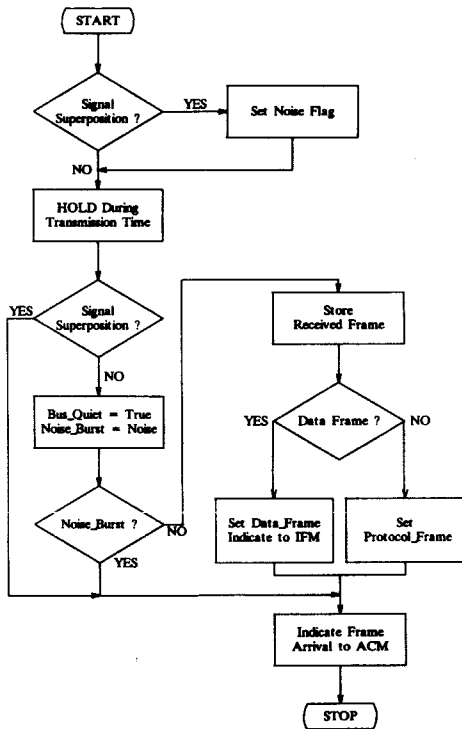 START
Signal
Superposition ?
YES
Set Noise Flag
NO
HOLD During
Transmission Time
YES
Signal
Superposition ?
NO
Bus_Quiet = True
Noise_Burst = Noise
Noise_Burst ?
NO
YES
Store
Received Frame
Data Frame ?
YES
NO
Set Data_Frame
Indicate to IFM
Set
Protocol_Frame
Indicate Frame
Arrival to ACM
STOP